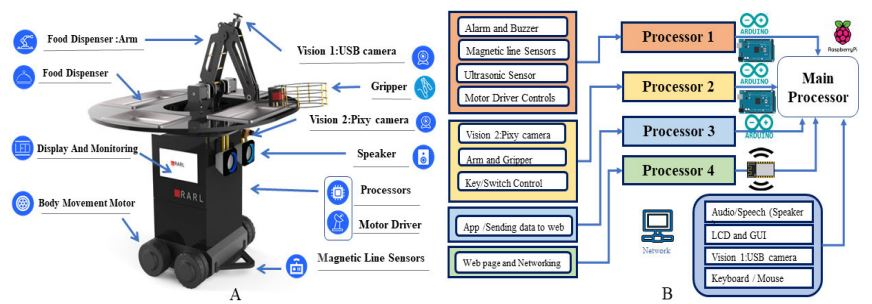 Food Dispenser :Arm
Food Dispenser
Display And Monitoring
LED
Body Movement Motor
Vision 1:USB camera
Gripper
Vision 2:Pixy camera
Speaker
Processors
Motor Driver
Magnetic Line Sensors
RARL
RARL
A
Alarm and Buzzer
Magnetic line Sensors
Ultrasonic Sensor
Motor Driver Controls
Vision 2:Pixy camera
Arm and Gripper
Key/Switch Control
App /Sending data to web
Web page and Networking
Processor 1
Processor 2
Processor 3
Processor 4
ARDUINO
ARDUINO
ARDUINO
RaspberryPi
Main
Processor
Network
Audio/Speech (Speaker
LCD and GUI
Vision 1:USB camera
Keyboard / Mouse
B